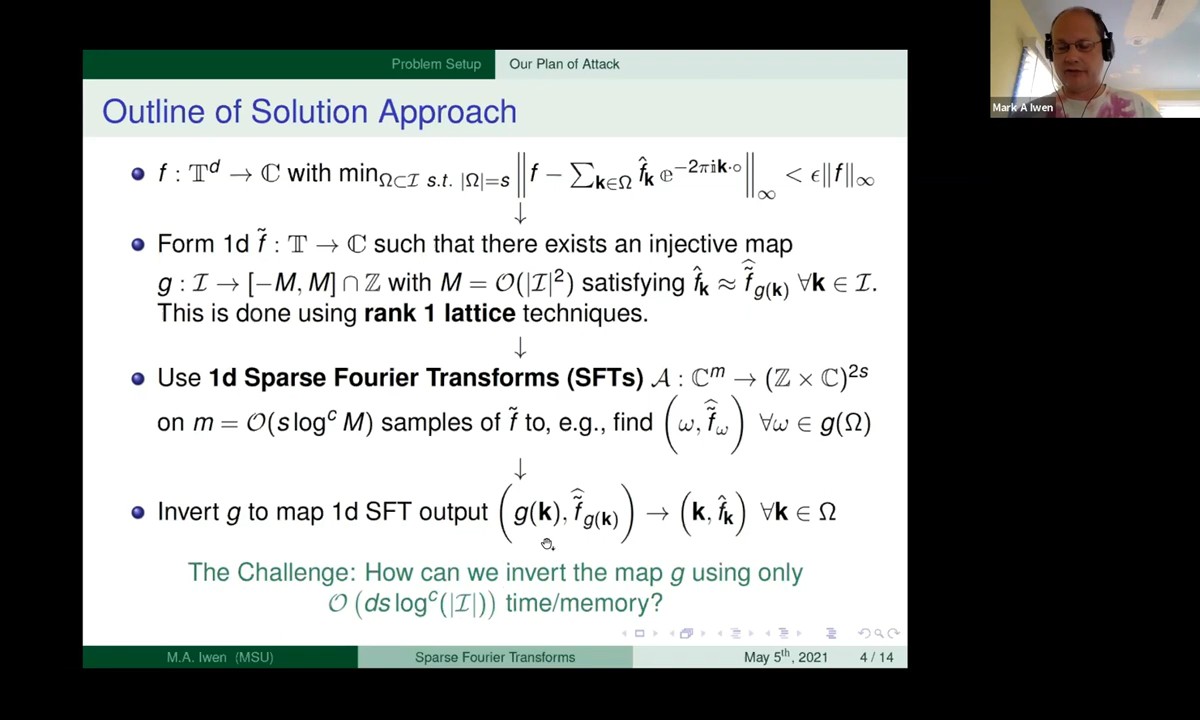 Problem Setup Our Plan of Attack
Outline of Solution Approach
f : 𝕋^d → ℂ with min_{Ω⊂ℐ s.t. |Ω|=s} ‖f − ∑_{k∈Ω} f̂_k e^{−2πik·∘}‖_∞ < ϵ‖f‖_∞
↓
Form 1d f̃ : 𝕋 → ℂ such that there exists an injective map
g : ℐ → [−M, M] ∩ ℤ with M = 𝒪(|ℐ|²) satisfying f̂_k ≈ \hat{f̃}_{g(k)} ∀k ∈ ℐ.
This is done using rank 1 lattice techniques.
↓
Use 1d Sparse Fourier Transforms (SFTs) 𝒜 : ℂ^m → (ℤ × ℂ)^{2s}
on m = 𝒪(s log^c M) samples of f̃ to, e.g., find (ω, \hat{f̃}_ω) ∀ω ∈ g(Ω)
↓
Invert g to map 1d SFT output (g(k), \hat{f̃}_{g(k)}) → (k, f̂_k) ∀k ∈ Ω
The Challenge: How can we invert the map g using only
𝒪 (ds log^c(|ℐ|)) time/memory?
M.A. Iwen (MSU) Sparse Fourier Transforms May 5th, 2021 4 / 14
Mark A Iwen